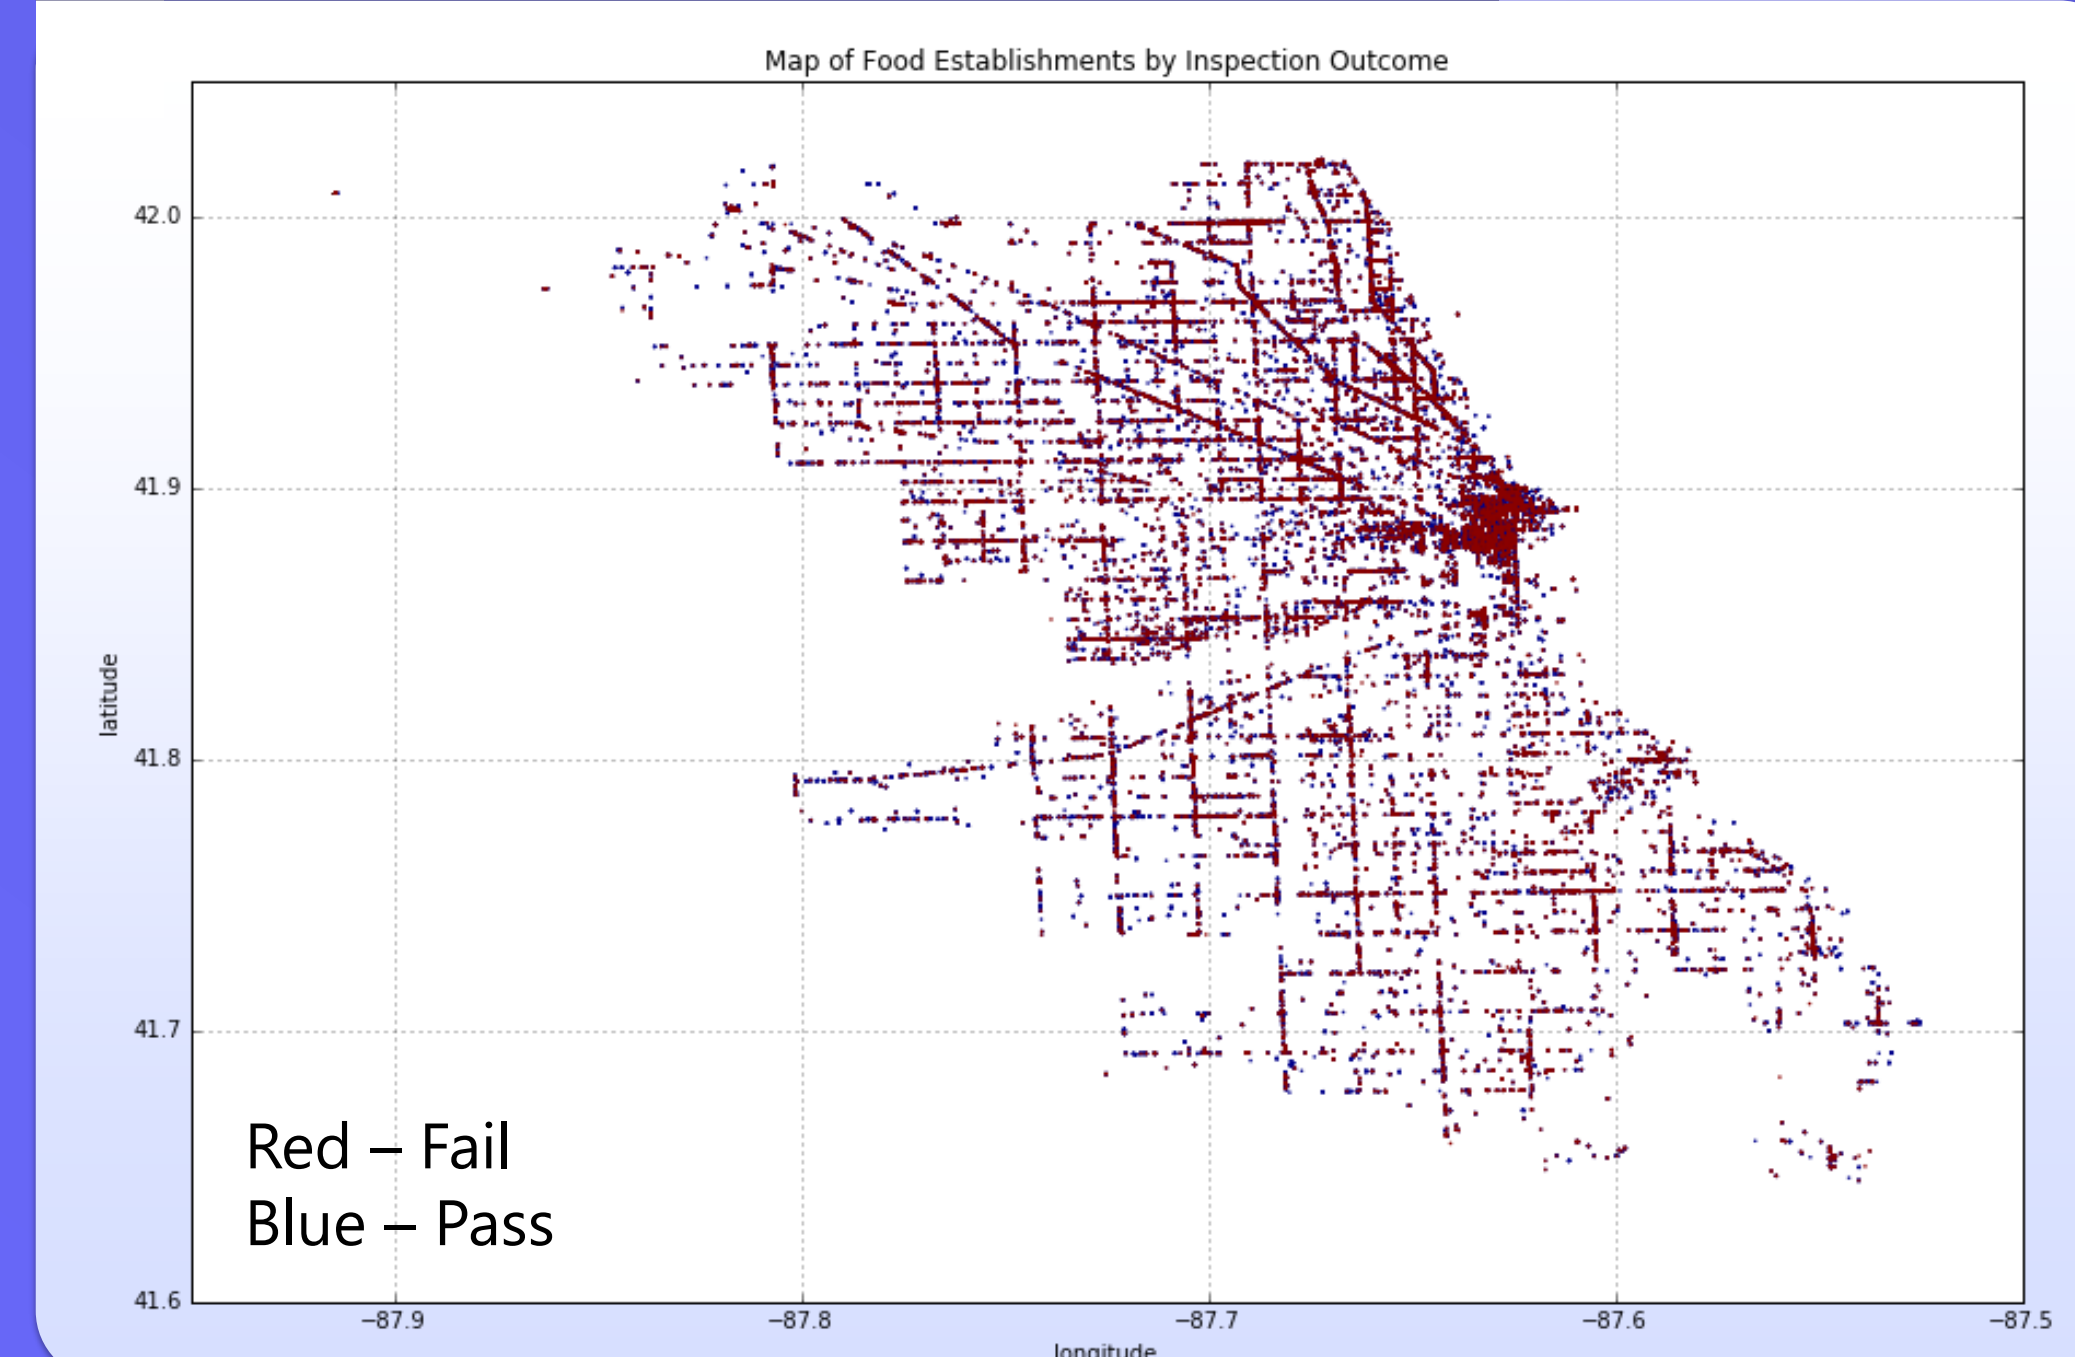 Map of Food Establishments by Inspection Outcome
42.0
41.9
latitude
41.8
41.7
Red – Fail
Blue – Pass
41.6
−87.9 −87.8 −87.7 −87.6 −87.5
longitude